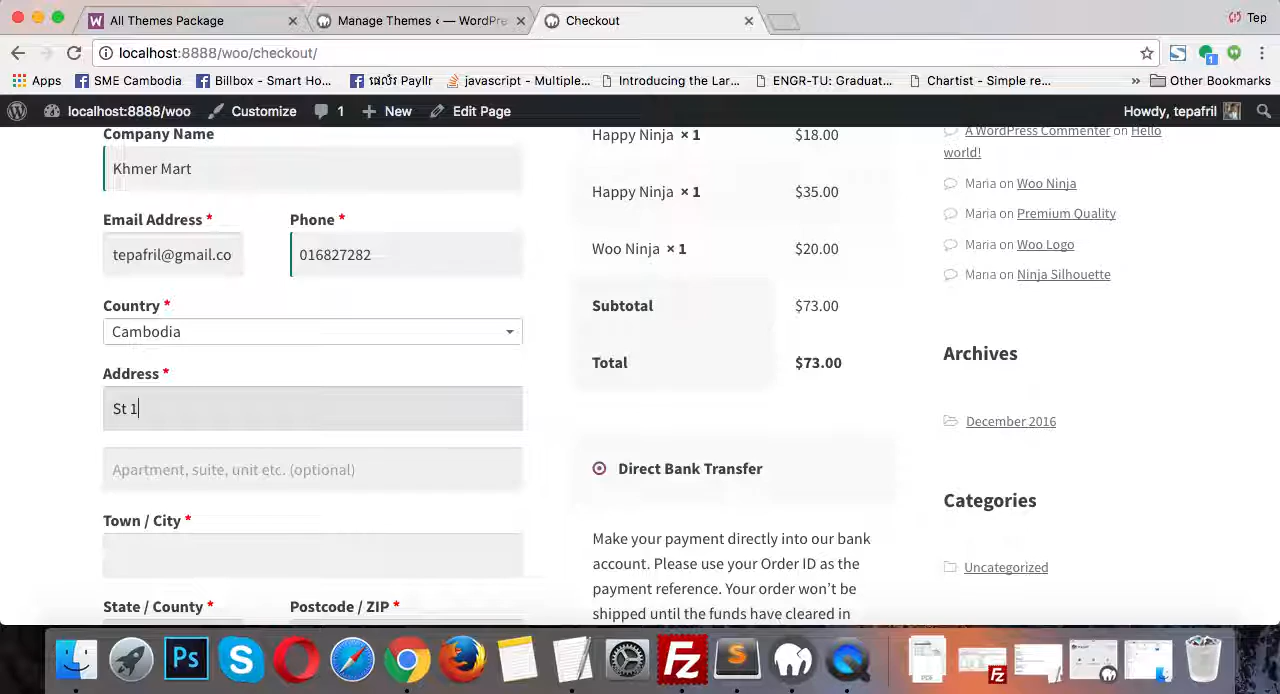 All Themes Package
Manage Themes ‹ — WordPre
Checkout
Tep
localhost:8888/woo/checkout/
Apps
SME Cambodia
Billbox - Smart Ho...
javascript - Multiple...
Introducing the Lar...
ENGR-TU: Graduat...
Chartist - Simple re...
»
Other Bookmarks
localhost:8888/woo
Customize
1
New
Edit Page
Howdy, tepafril
Company Name
Khmer Mart
Email Address *
Phone *
tepafril@gmail.co
016827282
Country *
Cambodia
Address *
St 1
Apartment, suite, unit etc. (optional)
Town / City *
State / County *
Postcode / ZIP *
Happy Ninja × 1
$18.00
Happy Ninja × 1
$35.00
Woo Ninja × 1
$20.00
Subtotal
$73.00
Total
$73.00
Direct Bank Transfer
Make your payment directly into our bank
account. Please use your Order ID as the
payment reference. Your order won’t be
shipped until the funds have cleared in
A WordPress Commenter on Hello
world!
Maria on Woo Ninja
Maria on Premium Quality
Maria on Woo Logo
Maria on Ninja Silhouette
Archives
December 2016
Categories
Uncategorized
Ps
S
Fz
S